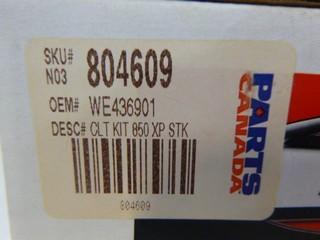 SKU# 804609
N03
OEM# WE436901
DESC# CLT KIT 850 XP STK
804609
PARTS
CANADA